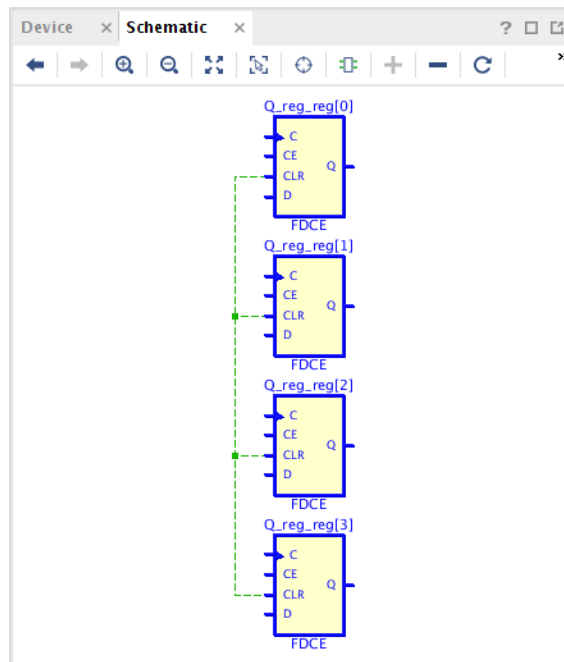 Device × Schematic ×
?
»
Q_reg_reg[0]
C
CE
Q
CLR
D
FDCE
Q_reg_reg[1]
C
CE
Q
CLR
D
FDCE
Q_reg_reg[2]
C
CE
Q
CLR
D
FDCE
Q_reg_reg[3]
C
CE
Q
CLR
D
FDCE